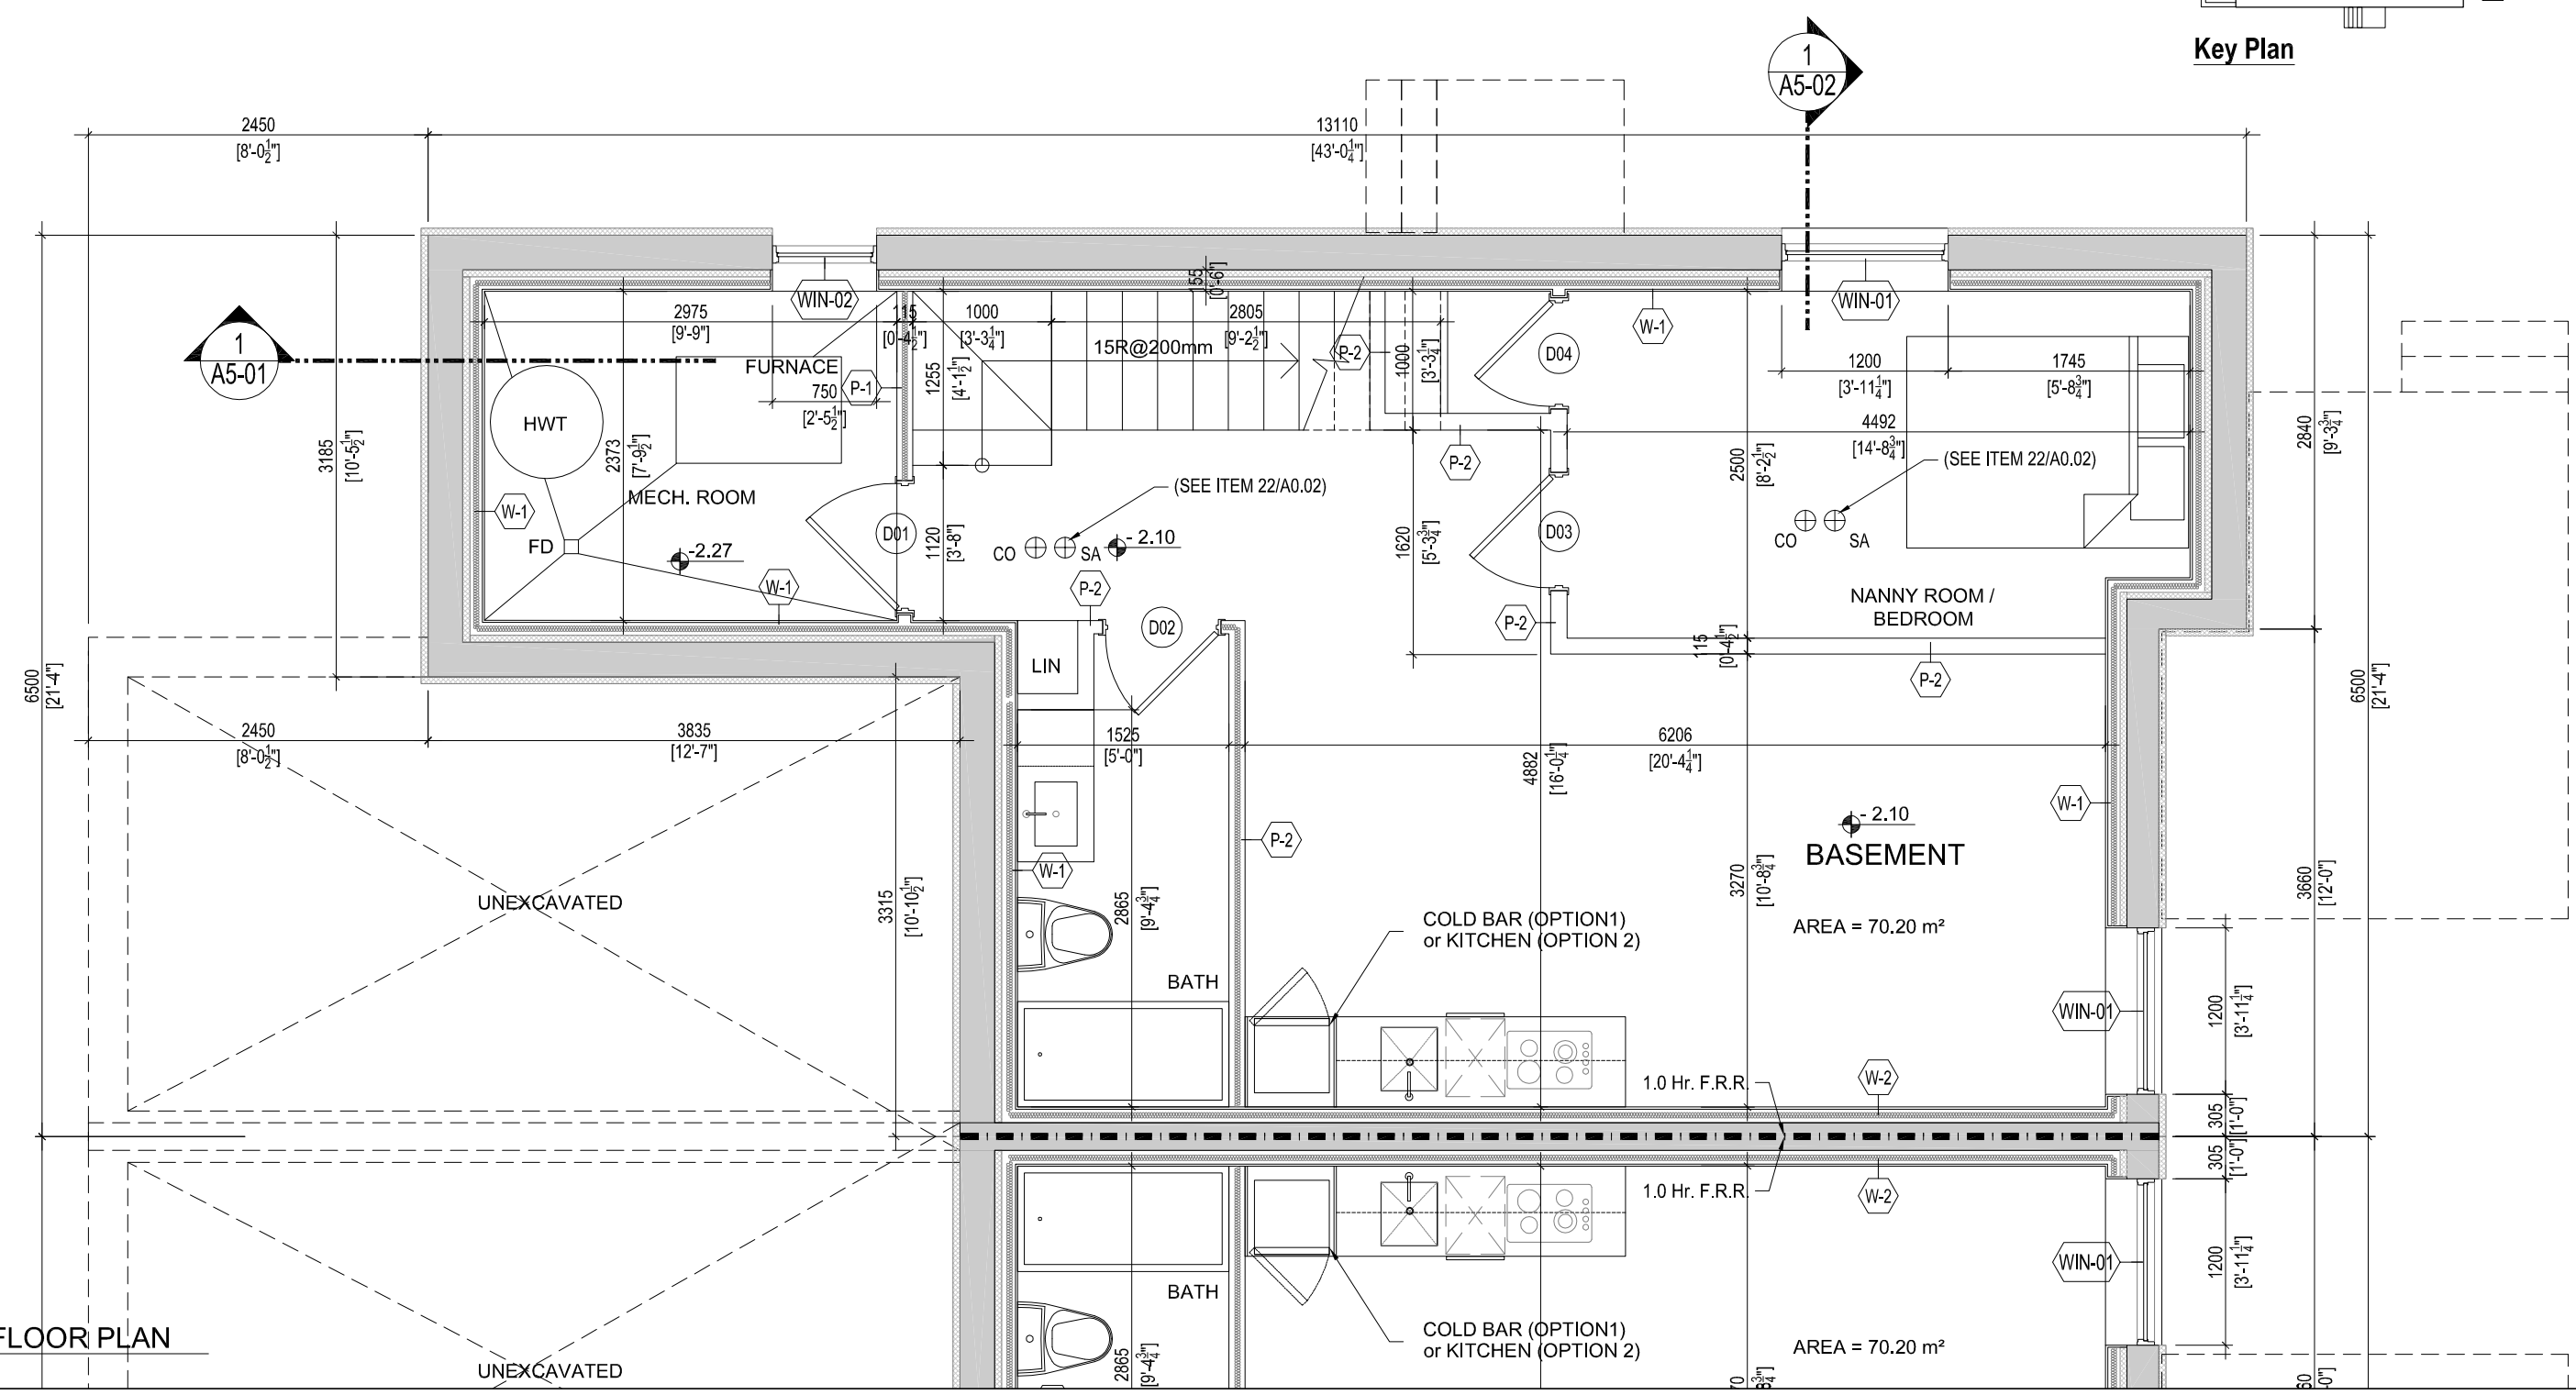 Key Plan
1
A5-02
2450
[8'-0½"]
13110
[43'-0¼"]
WIN-02
155
[0'-6"]
WIN-01
W-1
2975
[9'-9"]
115
[0'-4½"]
1000
[3'-3¼"]
2805
[9'-2½"]
15R@200mm
P-2
1000
[3'-3¼"]
D04
1
A5-01
FURNACE
750
[2'-5½"]
P-1
1255
[4'-1½"]
1200
[3'-11¼"]
1745
[5'-8¾"]
HWT
3185
[10'-5½"]
2373
[7'-9½"]
4492
[14'-8¾"]
2840
[9'-3¾"]
P-2
2500
[8'-2½"]
(SEE ITEM 22/A0.02)
(SEE ITEM 22/A0.02)
MECH. ROOM
W-1
D01
D03
CO
SA
FD
-2.27
1120
[3'-8"]
CO
SA
- 2.10
1620
[5'-3¾"]
W-1
P-2
NANNY ROOM /
BEDROOM
P-2
D02
115
[0'-4½"]
LIN
P-2
6500
[21'-4"]
6500
[21'-4"]
2450
[8'-0½"]
3835
[12'-7"]
1525
[5'-0"]
6206
[20'-4¼"]
4882
[16'-0¼"]
W-1
- 2.10
BASEMENT
P-2
W-1
3270
[10'-8¾"]
3660
[12'-0"]
UNEXCAVATED
3315
[10'-10½"]
2865
[9'-4¾"]
COLD BAR (OPTION1)
or KITCHEN (OPTION 2)
AREA = 70.20 m²
BATH
WIN-01
1200
[3'-11¼"]
1.0 Hr. F.R.R.
W-2
305
[1'-0"]
305
[1'-0"]
1.0 Hr. F.R.R.
W-2
WIN-01
1200
[3'-11¼"]
BATH
COLD BAR (OPTION1)
or KITCHEN (OPTION 2)
AREA = 70.20 m²
FLOOR PLAN
UNEXCAVATED
2865
[9'-4¾"]